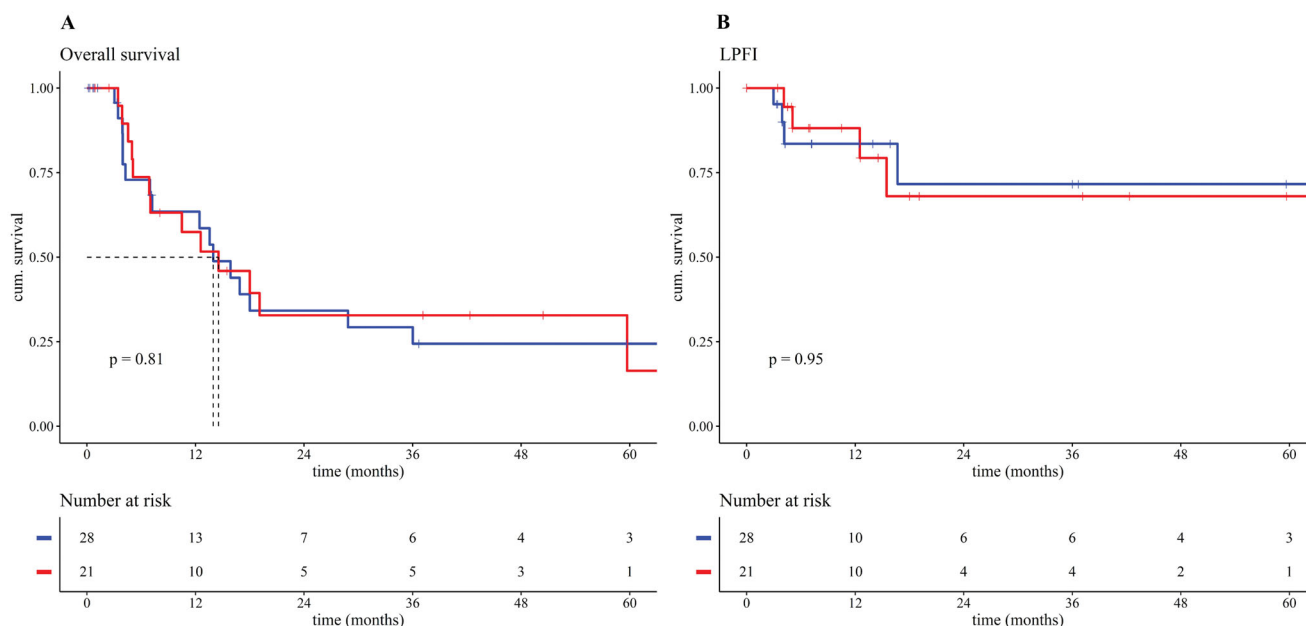 A
Overall survival
1.00
0.75
0.50
0.25
0.00
cum. survival
p = 0.81
0 12 24 36 48 60
time (months)
Number at risk
28 13 7 6 4 3
21 10 5 5 3 1
0 12 24 36 48 60
time (months)
B
LPFI
1.00
0.75
0.50
0.25
0.00
cum. survival
p = 0.95
0 12 24 36 48 60
time (months)
Number at risk
28 10 6 6 4 3
21 10 4 4 2 1
0 12 24 36 48 60
time (months)